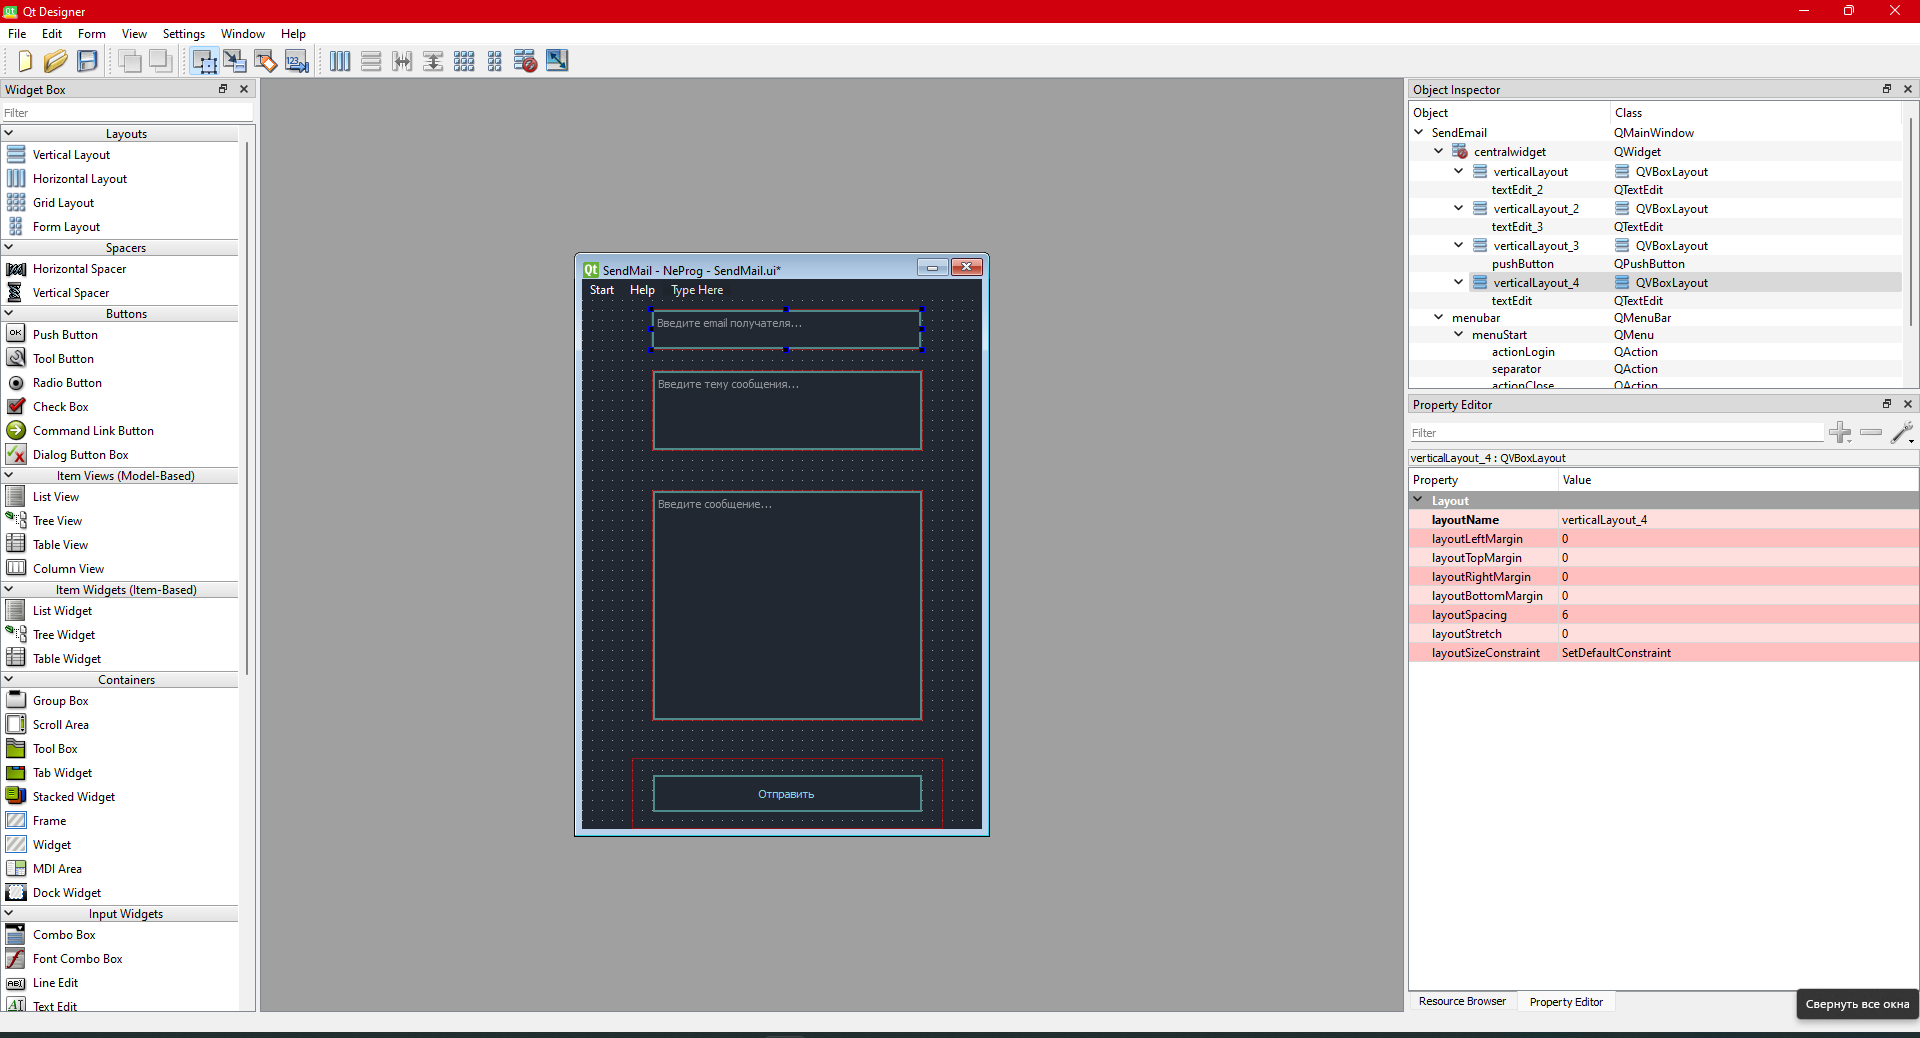 Qt Designer
File Edit Form View Settings Window Help
Widget Box
Filter
Layouts
Vertical Layout
Horizontal Layout
Grid Layout
Form Layout
Spacers
Horizontal Spacer
Vertical Spacer
Buttons
OK Push Button
Tool Button
Radio Button
Check Box
Command Link Button
Dialog Button Box
Item Views (Model-Based)
List View
Tree View
Table View
Column View
Item Widgets (Item-Based)
List Widget
Tree Widget
Table Widget
Containers
Group Box
Scroll Area
Tool Box
Tab Widget
Stacked Widget
Frame
Widget
MDI Area
Dock Widget
Input Widgets
Combo Box
Font Combo Box
Line Edit
Text Edit
Qt SendMail - NeProg - SendMail.ui*
Start Help Type Here
Введите email получателя...
Введите тему сообщения...
Введите сообщение...
Отправить
Object Inspector
Object Class
SendEmail QMainWindow
centralwidget QWidget
verticalLayout QVBoxLayout
textEdit_2 QTextEdit
verticalLayout_2 QVBoxLayout
textEdit_3 QTextEdit
verticalLayout_3 QVBoxLayout
pushButton QPushButton
verticalLayout_4 QVBoxLayout
textEdit QTextEdit
menubar QMenuBar
menuStart QMenu
actionLogin QAction
separator QAction
actionClose QAction
Property Editor
Filter
verticalLayout_4 : QVBoxLayout
Property Value
Layout
layoutName verticalLayout_4
layoutLeftMargin 0
layoutTopMargin 0
layoutRightMargin 0
layoutBottomMargin 0
layoutSpacing 6
layoutStretch 0
layoutSizeConstraint SetDefaultConstraint
Resource Browser Property Editor
Свернуть все окна